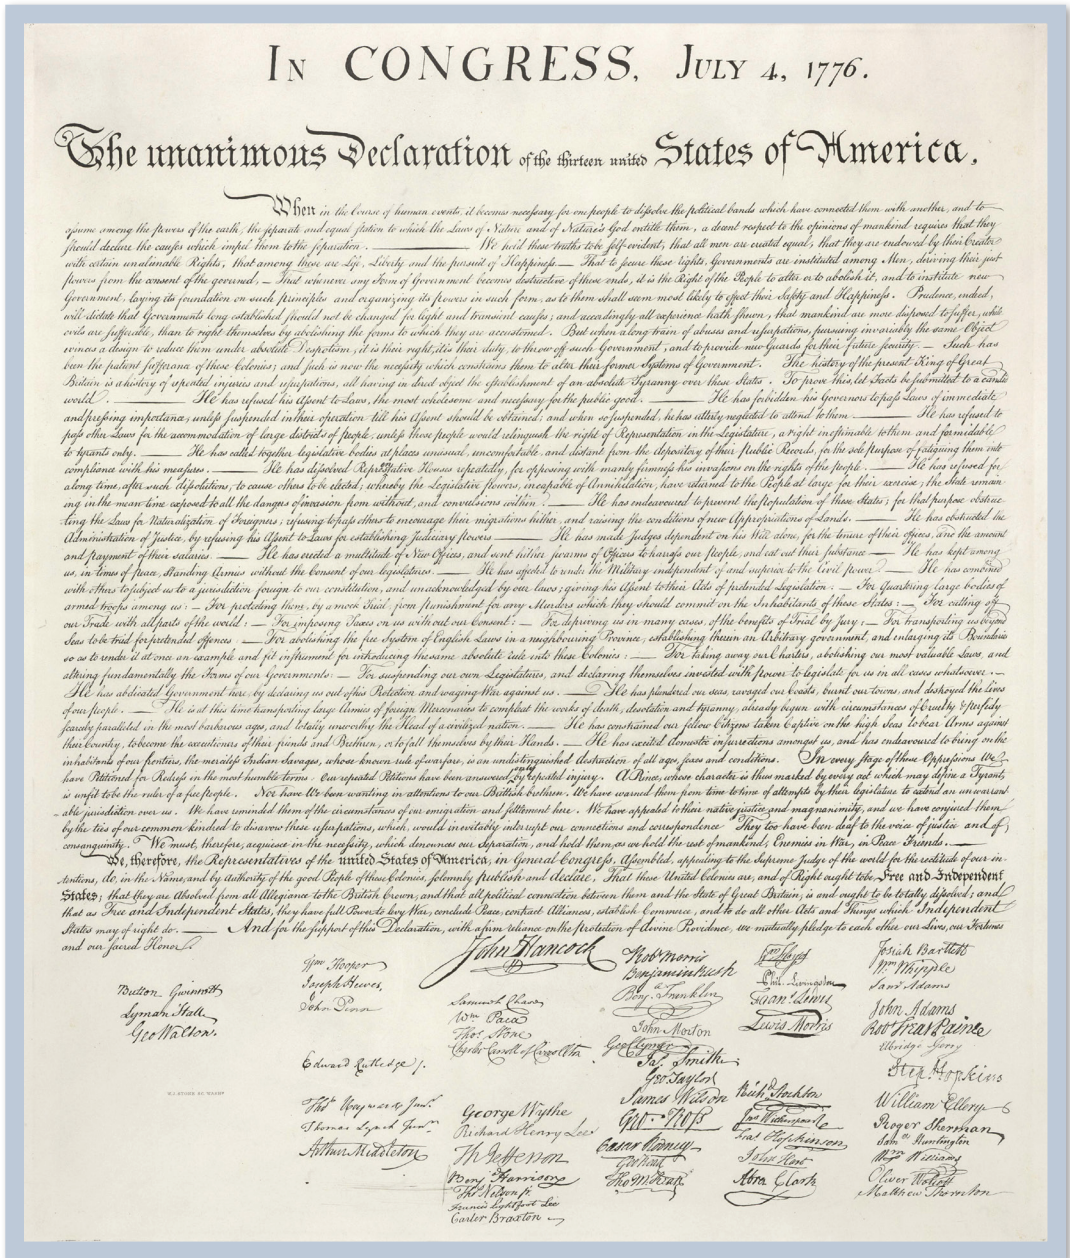 IN CONGRESS, JULY 4, 1776.
The unanimous Declaration of the thirteen united States of America,
When in the Course of human events, it becomes necessary for one people to dissolve the political bands which have connected them with another, and to
assume among the powers of the earth, the separate and equal station to which the Laws of Nature and of Nature's God entitle them, a decent respect to the opinions of mankind requires that they
should declare the causes which impel them to the separation. — We hold these truths to be self-evident, that all men are created equal, that they are endowed by their Creator
with certain unalienable Rights, that among these are Life, Liberty and the pursuit of Happiness.— That to secure these rights, Governments are instituted among Men, deriving their just
powers from the consent of the governed,— That whenever any Form of Government becomes destructive of these ends, it is the Right of the People to alter or to abolish it, and to institute new
Government, laying its foundation on such principles and organizing its powers in such form, as to them shall seem most likely to effect their Safety and Happiness. Prudence, indeed,
will dictate that Governments long established should not be changed for light and transient causes; and accordingly all experience hath shewn, that mankind are more disposed to suffer, while
evils are sufferable, than to right themselves by abolishing the forms to which they are accustomed. But when a long train of abuses and usurpations, pursuing invariably the same Object
evinces a design to reduce them under absolute Despotism, it is their right, it is their duty, to throw off such Government, and to provide new Guards for their future security.— Such has
been the patient sufferance of these Colonies; and such is now the necessity which constrains them to alter their former Systems of Government. The history of the present King of Great
Britain is a history of repeated injuries and usurpations, all having in direct object the establishment of an absolute Tyranny over these States. To prove this, let Facts be submitted to a candid
world. — He has refused his Assent to Laws, the most wholesome and necessary for the public good. — He has forbidden his Governors to pass Laws of immediate
and pressing importance, unless suspended in their operation till his Assent should be obtained; and when so suspended, he has utterly neglected to attend to them. — He has refused to
pass other Laws for the accommodation of large districts of people, unless those people would relinquish the right of Representation in the Legislature, a right inestimable to them and formidable
to tyrants only. — He has called together legislative bodies at places unusual, uncomfortable, and distant from the depository of their public Records, for the sole purpose of fatiguing them into
compliance with his measures. — He has dissolved Representative Houses repeatedly, for opposing with manly firmness his invasions on the rights of the people. — He has refused for
a long time, after such dissolutions, to cause others to be elected; whereby the Legislative powers, incapable of Annihilation, have returned to the People at large for their exercise; the State remain
ing in the mean time exposed to all the dangers of invasion from without, and convulsions within. — He has endeavoured to prevent the population of these States; for that purpose obstruc
ting the Laws for Naturalization of Foreigners; refusing to pass others to encourage their migrations hither, and raising the conditions of new Appropriations of Lands. — He has obstructed the
Administration of Justice, by refusing his Assent to Laws for establishing Judiciary powers — He has made Judges dependent on his Will alone, for the tenure of their offices, and the amount
and payment of their salaries. — He has erected a multitude of New Offices, and sent hither swarms of Officers to harrass our people, and eat out their substance. — He has kept among
us, in times of peace, Standing Armies without the Consent of our legislatures. — He has affected to render the Military independent of and superior to the Civil power. — He has combined
with others to subject us to a jurisdiction foreign to our constitution, and unacknowledged by our laws; giving his Assent to their Acts of pretended Legislation:— For Quartering large bodies of
armed troops among us:— For protecting them, by a mock Trial, from punishment for any Murders which they should commit on the Inhabitants of these States:— For cutting off
our Trade with all parts of the world:— For imposing Taxes on us without our Consent:— For depriving us in many cases, of the benefits of Trial by Jury:— For transporting us beyond
Seas to be tried for pretended offences.— For abolishing the free System of English Laws in a neighbouring Province, establishing therein an Arbitrary government, and enlarging its Boundaries
so as to render it at once an example and fit instrument for introducing the same absolute rule into these Colonies:— For taking away our Charters, abolishing our most valuable Laws, and
altering fundamentally the Forms of our Governments:— For suspending our own Legislatures, and declaring themselves invested with power to legislate for us in all cases whatsoever.—
He has abdicated Government here, by declaring us out of his Protection and waging War against us.— He has plundered our seas, ravaged our Coasts, burnt our towns, and destroyed the lives
of our people.— He is at this time transporting large Armies of foreign Mercenaries to compleat the works of death, desolation and tyranny, already begun with circumstances of Cruelty & perfidy
scarcely paralleled in the most barbarous ages, and totally unworthy the Head of a civilized nation.— He has constrained our fellow Citizens taken Captive on the high Seas to bear Arms against
their Country, to become the executioners of their friends and Brethren, or to fall themselves by their Hands.— He has excited domestic insurrections amongst us, and has endeavoured to bring on the
inhabitants of our frontiers, the merciless Indian Savages, whose known rule of warfare, is an undistinguished destruction of all ages, sexes and conditions. In every stage of these Oppressions We
have Petitioned for Redress in the most humble terms: Our repeated Petitions have been answered only by repeated injury. A Prince, whose character is thus marked by every act which may define a Tyrant,
is unfit to be the ruler of a free people. Nor have We been wanting in attentions to our Brittish brethren. We have warned them from time to time of attempts by their legislature to extend an unwarrant
able jurisdiction over us. We have reminded them of the circumstances of our emigration and settlement here. We have appealed to their native justice and magnanimity, and we have conjured them
by the ties of our common kindred to disavow these usurpations, which, would inevitably interrupt our connections and correspondence. They too have been deaf to the voice of justice and of
consanguinity. We must, therefore, acquiesce in the necessity, which denounces our Separation, and hold them, as we hold the rest of mankind, Enemies in War, in Peace Friends.—
We, therefore, the Representatives of the united States of America, in General Congress, Assembled, appealing to the Supreme Judge of the world for the rectitude of our in-
tentions, do, in the Name, and by Authority of the good People of these Colonies, solemnly publish and declare, That these United Colonies are, and of Right ought to be Free and Independent
States; that they are Absolved from all Allegiance to the British Crown, and that all political connection between them and the State of Great Britain, is and ought to be totally dissolved; and
that as Free and Independent States, they have full Power to levy War, conclude Peace, contract Alliances, establish Commerce, and to do all other Acts and Things which Independent
States may of right do.— And for the support of this Declaration, with a firm reliance on the Protection of divine Providence, we mutually pledge to each other our Lives, our Fortunes
and our sacred Honor
Button Gwinnett
Lyman Hall
Geo Walton.
Wm Hooper
Joseph Hewes,
John Penn
Edward Rutledge /.
Thos Heyward Junr.
Thomas Lynch Junr.
Arthur Middleton
John Hancock
Samuel Chase
Wm Paca
Thos Stone
Charles Carroll of Carrollton
George Wythe
Richard Henry Lee
Th Jefferson
Benj Harrison
Thos Nelson jr.
Francis Lightfoot Lee
Carter Braxton
Robt Morris
Benjamin Rush
Benj. Franklin
John Morton
Geo Clymer
Jas. Smith
Geo. Taylor
James Wilson
Geo. Ross
Caesar Rodney
Geo Read
Tho M:Kean
Wm Floyd
Phil. Livingston
Frans. Lewis
Lewis Morris
Richd. Stockton
Jno Witherspoon
Fras. Hopkinson
John Hart
Abra Clark
Josiah Bartlett
Wm Whipple
Saml Adams
John Adams
Robt Treat Paine
Elbridge Gerry
Step. Hopkins
William Ellery
Roger Sherman
Saml Huntington
Wm Williams
Oliver Wolcott
Matthew Thornton
W.J. STONE SC. WASHN.